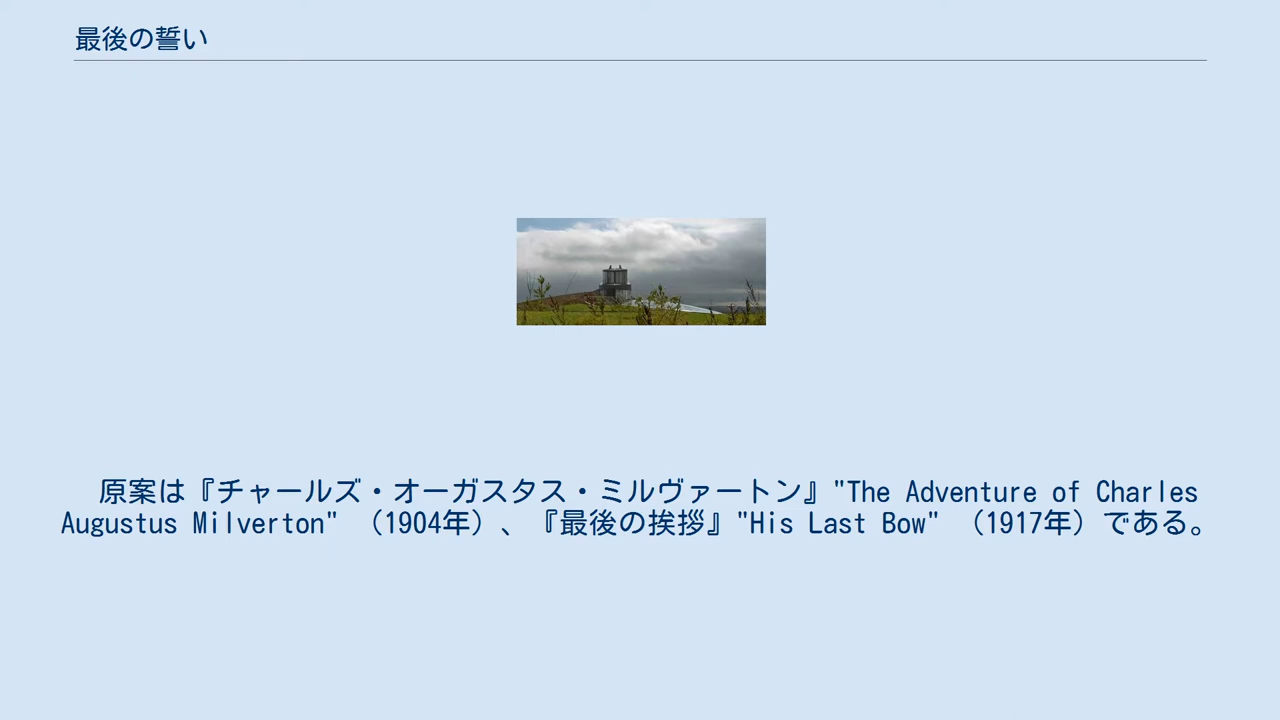 最後の誓い
原案は『チャールズ・オーガスタス・ミルヴァートン』"The Adventure of Charles
Augustus Milverton" （1904年）、『最後の挨拶』"His Last Bow" （1917年）である。